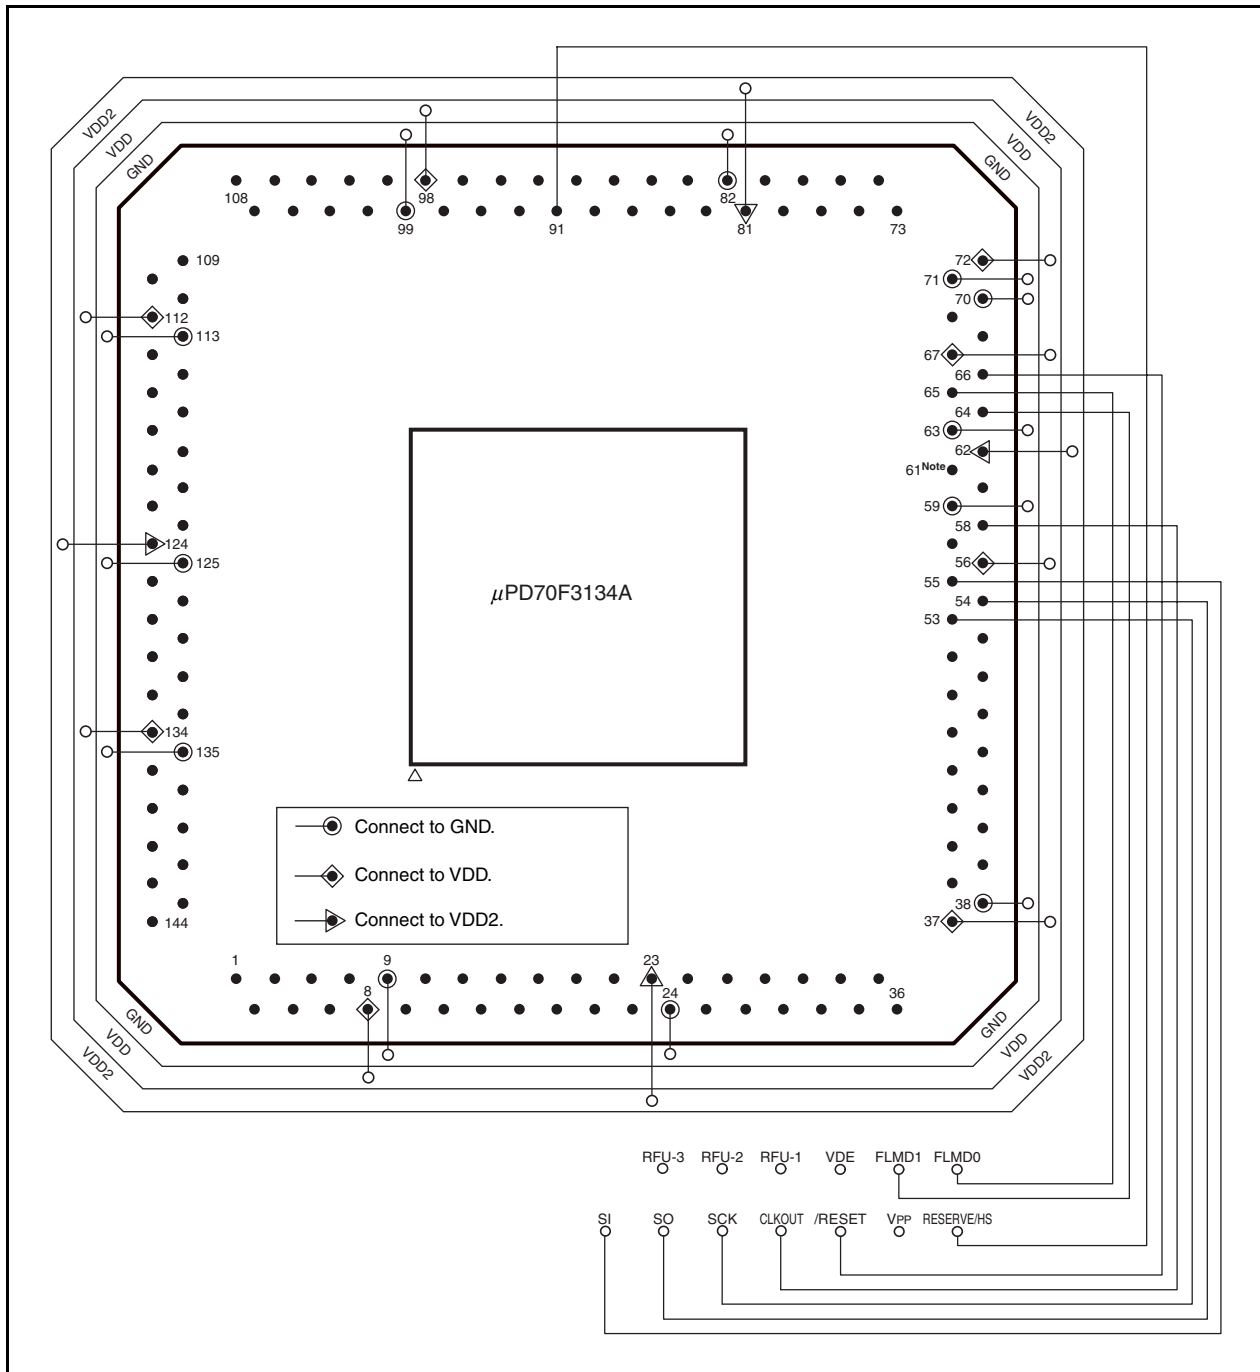 VDD2
VDD2
VDD
VDD
GND
GND
108
98
82
99
91
81
73
109
72
71
70
112
113
67
66
65
64
63
62
61Note
59
58
124
125
56
55
54
53
μPD70F3134A
134
135
Connect to GND.
Connect to VDD.
Connect to VDD2.
38
37
144
1
9
23
8
24
36
GND
GND
VDD
VDD
VDD2
VDD2
RFU-3 RFU-2 RFU-1 VDE FLMD1 FLMD0
SI SO SCK CLKOUT /RESET VPP RESERVE/HS